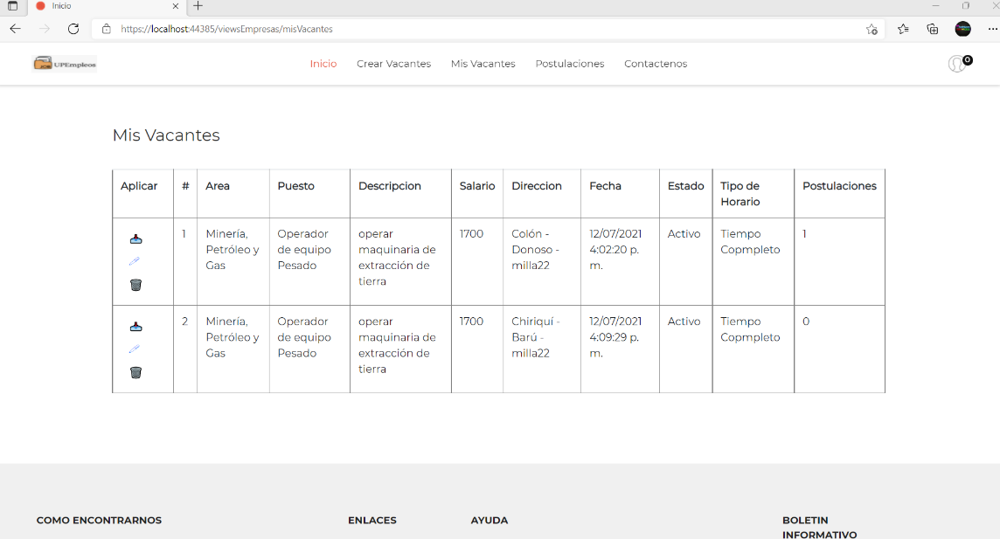 Inicio
https://localhost:44385/viewsEmpresas/misVacantes
UPEmpleos
Inicio Crear Vacantes Mis Vacantes Postulaciones Contactenos
0
Mis Vacantes
Aplicar # Area Puesto Descripcion Salario Direccion Fecha Estado Tipo de Postulaciones
Horario
1 Minería, Operador operar 1700 Colón - 12/07/2021 Activo Tiempo 1
Petróleo y de equipo maquinaria de Donoso - 4:02:20 p. Copmpleto
Gas Pesado extracción de milla22 m.
tierra
2 Minería, Operador operar 1700 Chiriquí - 12/07/2021 Activo Tiempo 0
Petróleo y de equipo maquinaria de Barú - 4:09:29 p. Copmpleto
Gas Pesado extracción de milla22 m.
tierra
COMO ENCONTRARNOS ENLACES AYUDA BOLETIN
INFORMATIVO